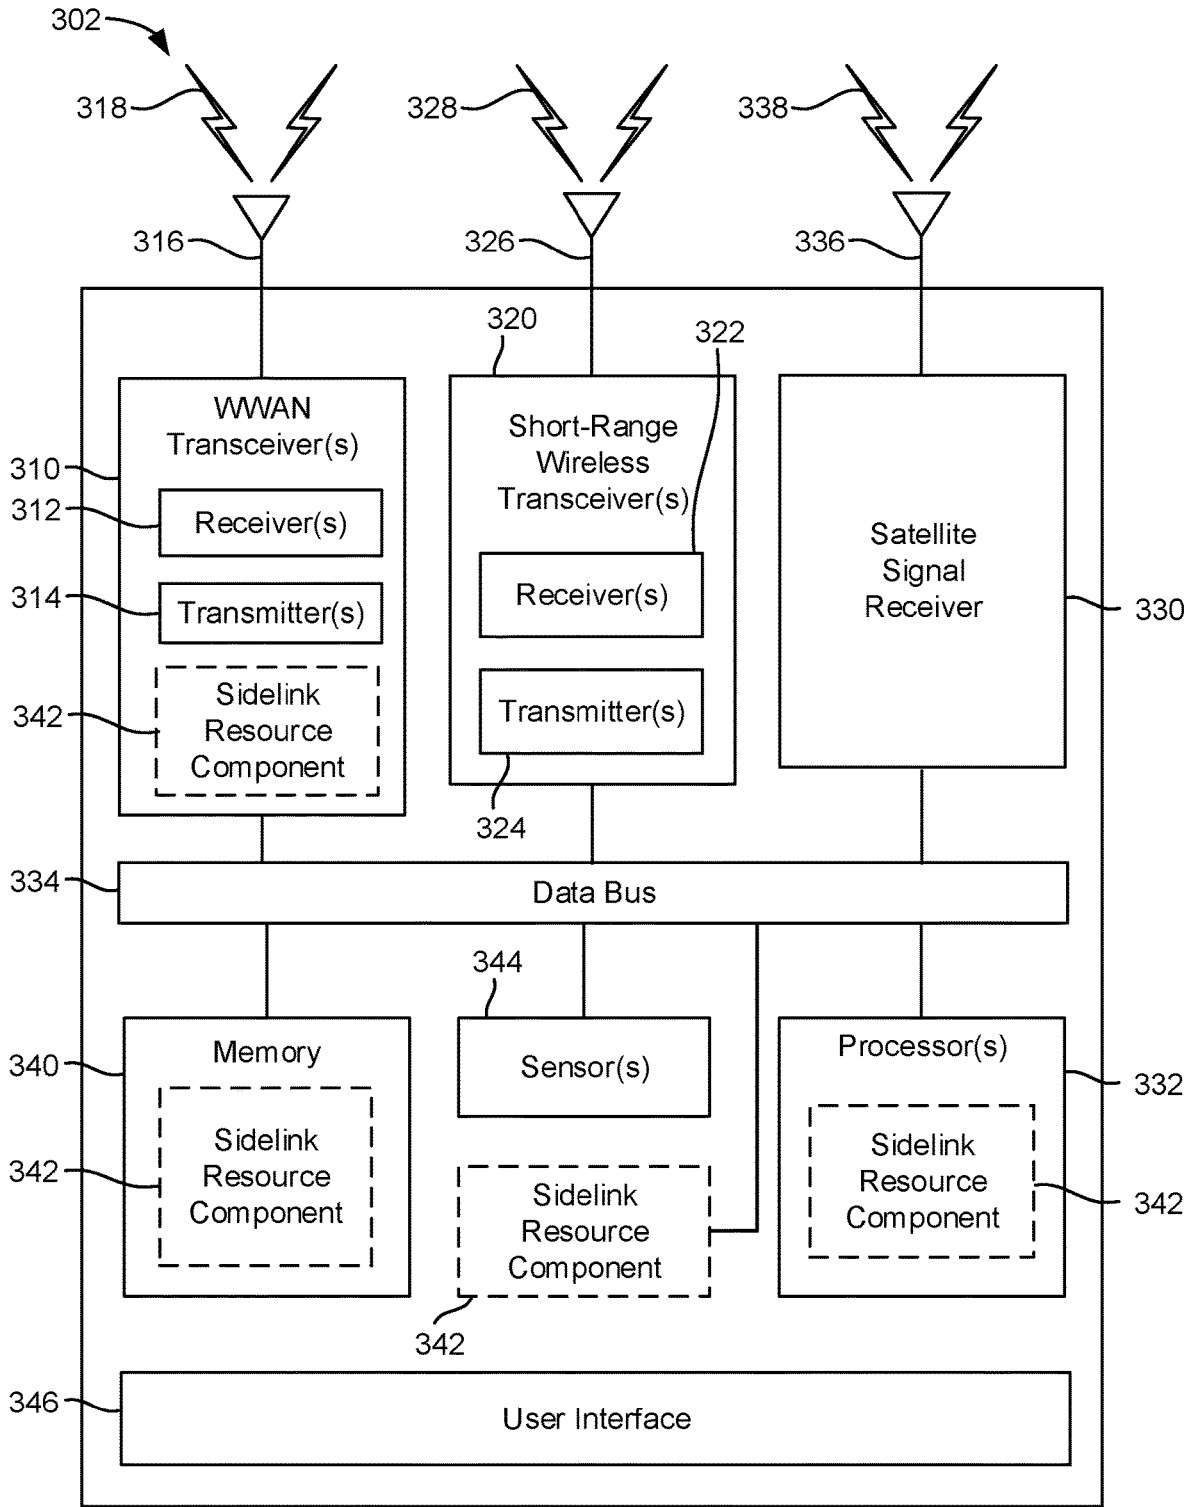 302
318
328
338
316
326
336
320
322
WWAN
Transceiver(s)
Short-Range
Wireless
Transceiver(s)
310
312
Receiver(s)
Satellite
Signal
Receiver
314
Transmitter(s)
Receiver(s)
330
342
Sidelink
Resource
Component
Transmitter(s)
324
334
Data Bus
344
340
Memory
Sensor(s)
Processor(s)
332
342
Sidelink
Resource
Component
Sidelink
Resource
Component
342
Sidelink
Resource
Component
342
346
User Interface